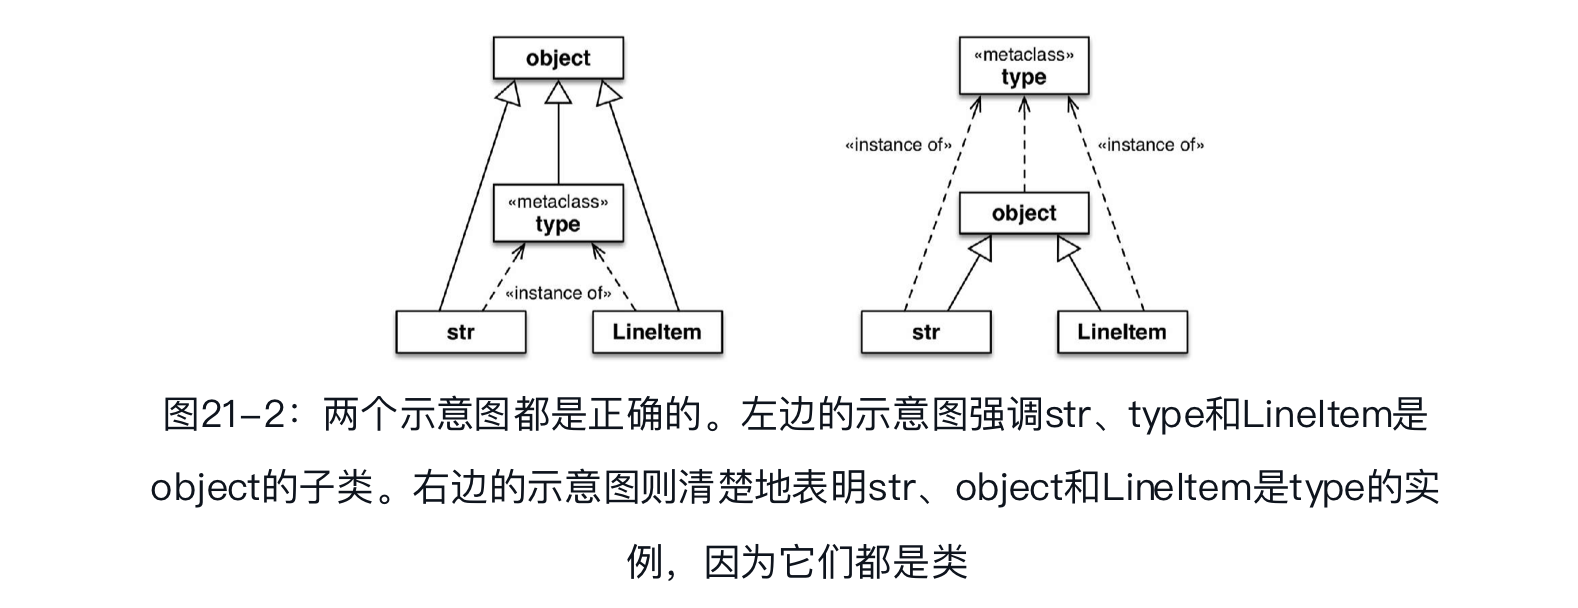 object
«metaclass»
type
«instance of»
str
LineItem
«metaclass»
type
«instance of»
«instance of»
object
str
LineItem
图21-2：两个示意图都是正确的。左边的示意图强调str、type和LineItem是
object的子类。右边的示意图则清楚地表明str、object和LineItem是type的实
例，因为它们都是类